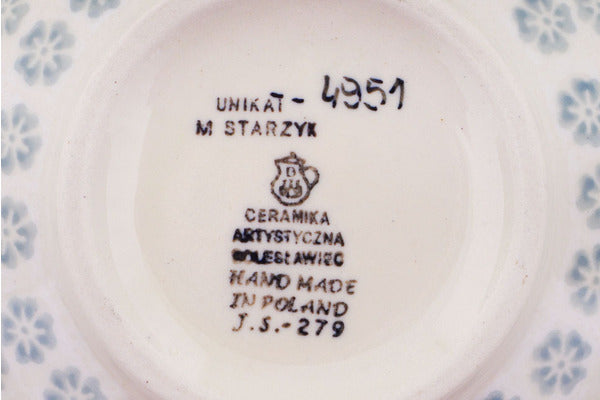 UNIKAT - 4951
M STARZYK
CERAMIKA
ARTYSTYCZNA
BOLESŁAWIEC
HAND MADE
IN POLAND
J.S.-279